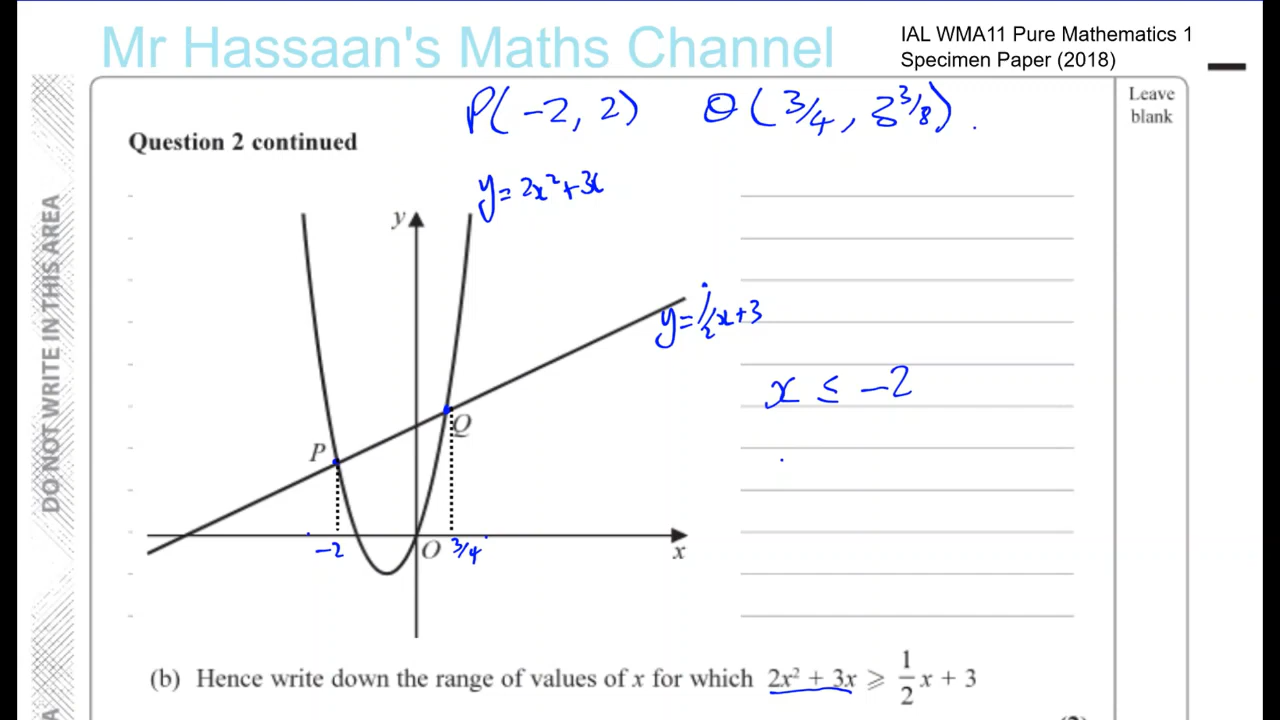 Mr Hassaan's Maths Channel
IAL WMA11 Pure Mathematics 1
Specimen Paper (2018)
Leave
blank
P(-2, 2) Q(3/4, 3 3/8).
Question 2 continued
y=2x²+3x
y
y=1/2x+3
x ≤ -2
P
Q
-2
O
3/4
x
DO NOT WRITE IN THIS AREA
(b) Hence write down the range of values of x for which 2x² + 3x ⩾ 1/2 x + 3